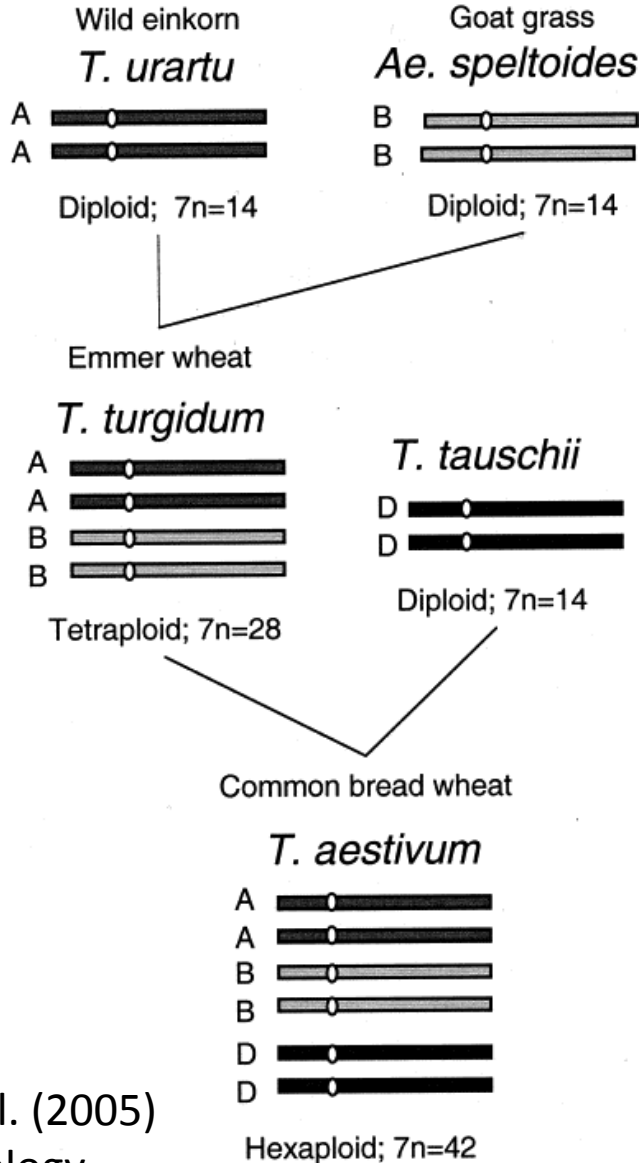 Wild einkorn
T. urartu
A
A
Diploid; 7n=14
Goat grass
Ae. speltoides
B
B
Diploid; 7n=14
Emmer wheat
T. turgidum
A
A
B
B
Tetraploid; 7n=28
T. tauschii
D
D
Diploid; 7n=14
Common bread wheat
T. aestivum
A
A
B
B
D
D
Hexaploid; 7n=42
l. (2005)